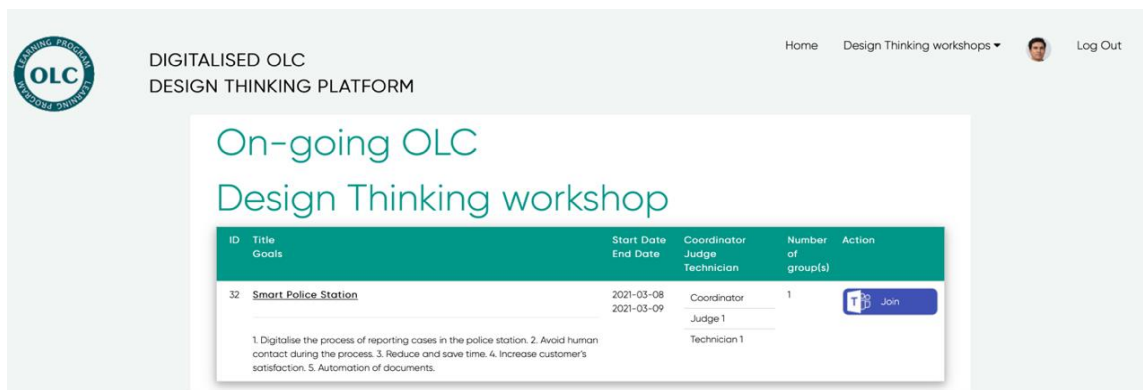 LEARNING PROGRAM
OLC
LEARNING PROGRAM
DIGITALISED OLC
DESIGN THINKING PLATFORM
Home Design Thinking workshops Log Out
On-going OLC
Design Thinking workshop
ID Title Start Date Coordinator Number Action
Goals End Date Judge of
Technician group(s)
32 Smart Police Station 2021-03-08 Coordinator 1 Join
2021-03-09
Judge 1
1. Digitalise the process of reporting cases in the police station. 2. Avoid human Technician 1
contact during the process. 3. Reduce and save time. 4. Increase customer's
satisfaction. 5. Automation of documents.